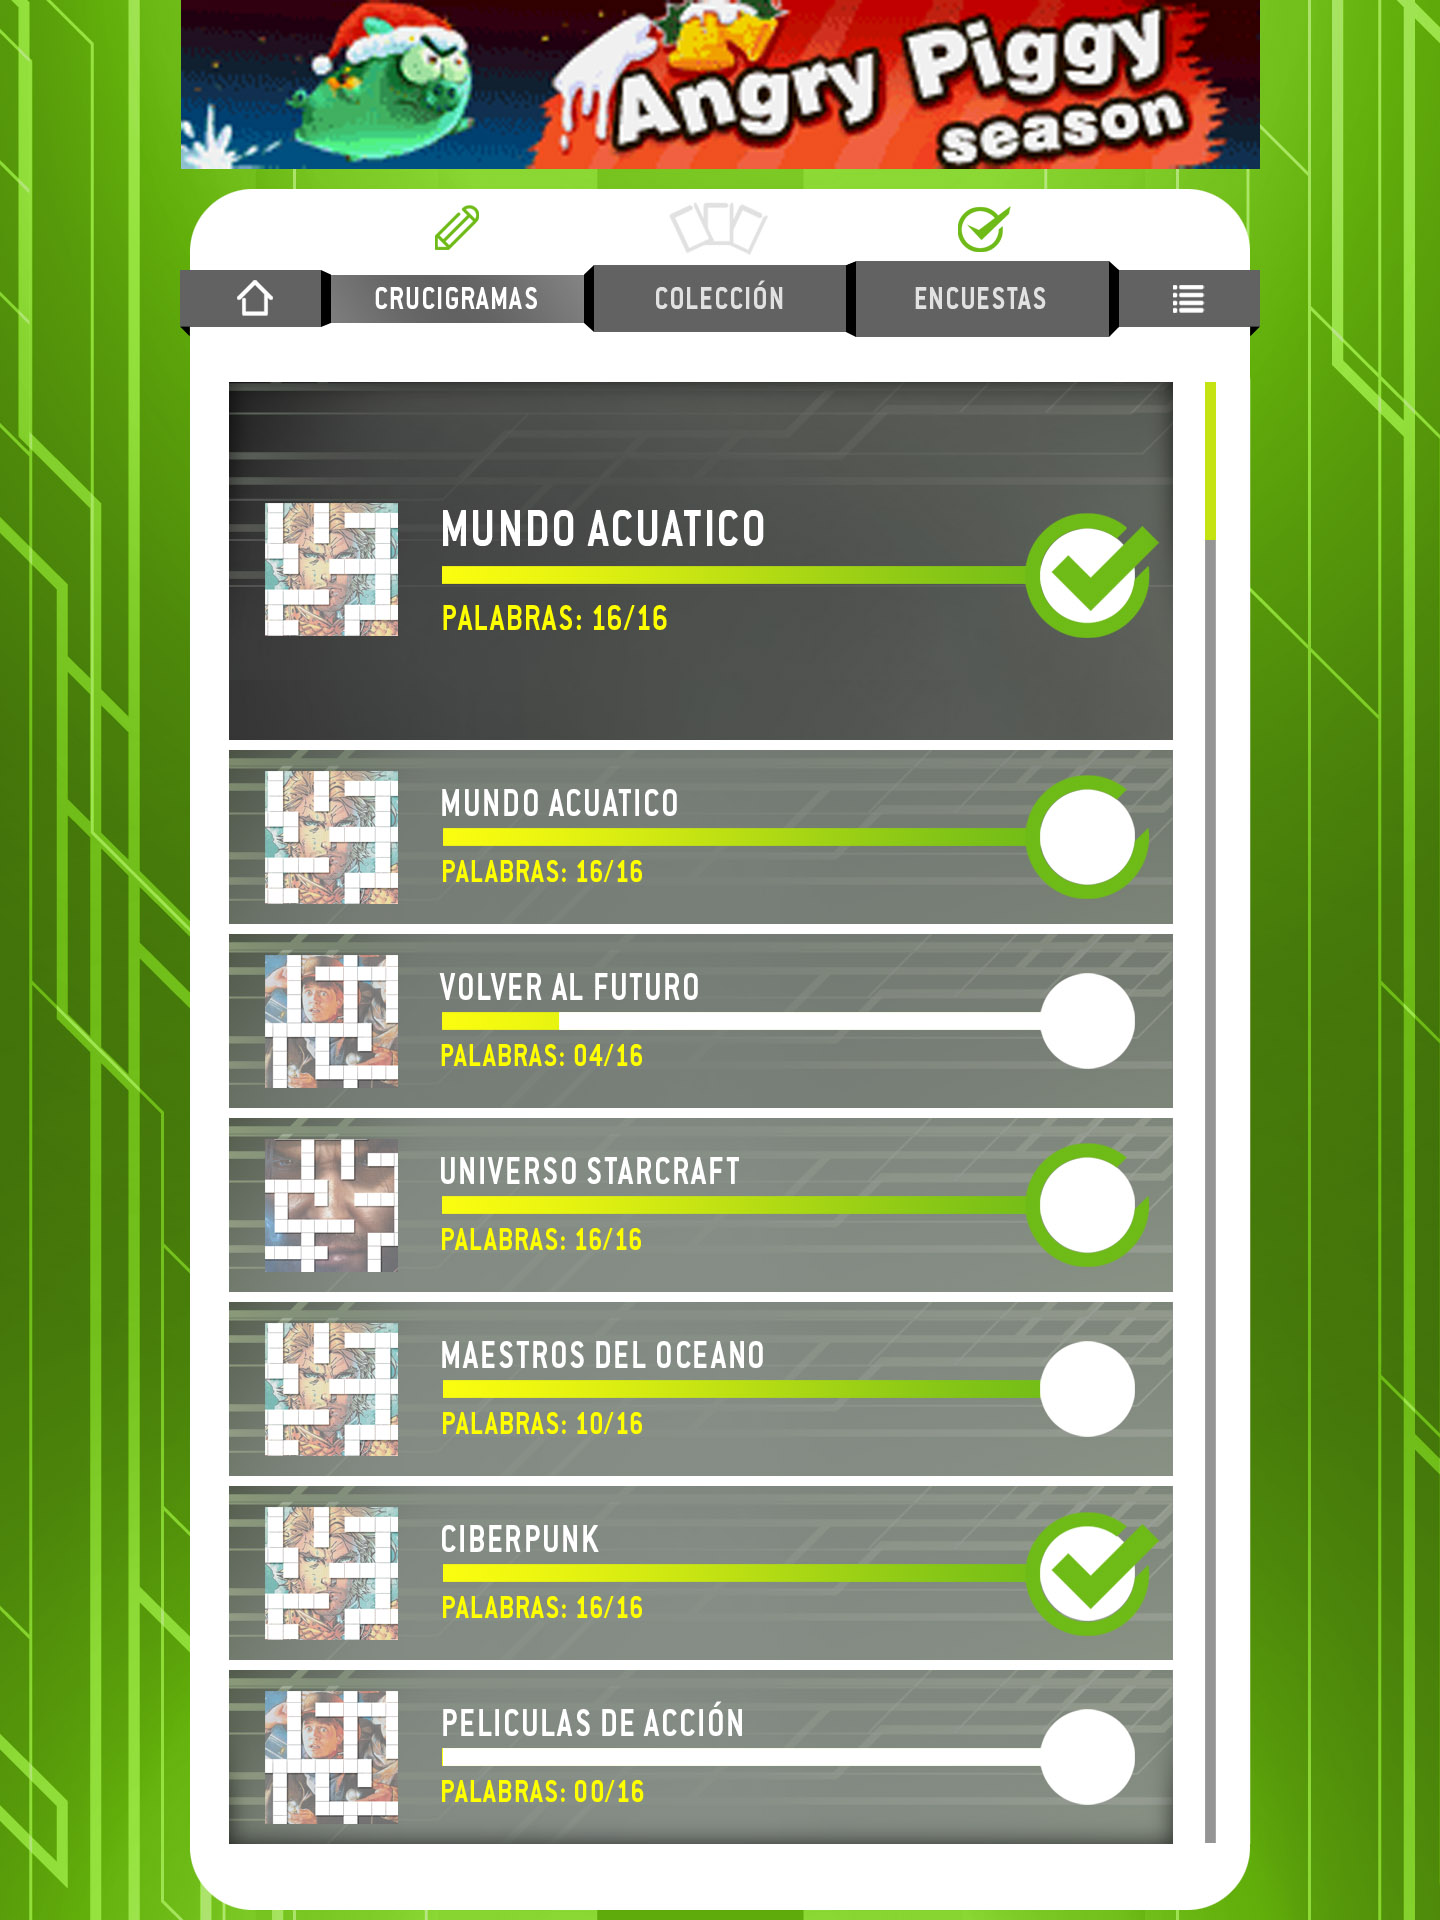 Angry Piggy
season
CRUCIGRAMAS
COLECCIÓN
ENCUESTAS
MUNDO ACUATICO
PALABRAS: 16/16
MUNDO ACUATICO
PALABRAS: 16/16
VOLVER AL FUTURO
PALABRAS: 04/16
UNIVERSO STARCRAFT
PALABRAS: 16/16
MAESTROS DEL OCEANO
PALABRAS: 10/16
CIBERPUNK
PALABRAS: 16/16
PELICULAS DE ACCIÓN
PALABRAS: 00/16